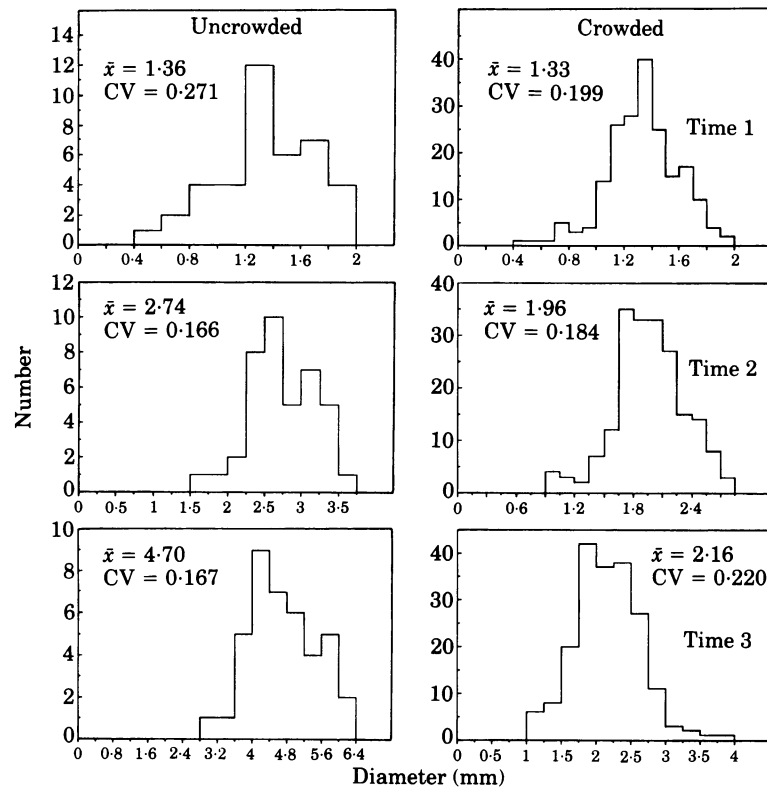 Uncrowded
x̄ = 1·36
CV = 0·271
14
12
10
8
6
4
2
0
0 0·4 0·8 1·2 1·6 2
Crowded
x̄ = 1·33
CV = 0·199
Time 1
40
30
20
10
0
0 0·4 0·8 1·2 1·6 2
x̄ = 2·74
CV = 0·166
12
10
8
6
4
2
0
0 0·5 1 1·5 2 2·5 3 3·5
x̄ = 1·96
CV = 0·184
Time 2
40
30
20
10
0
0 0·6 1·2 1·8 2·4
Number
x̄ = 4·70
CV = 0·167
10
8
6
4
2
0
0 0·8 1·6 2·4 3·2 4 4·8 5·6 6·4
x̄ = 2·16
CV = 0·220
Time 3
40
30
20
10
0
0 0·5 1 1·5 2 2·5 3 3·5 4
Diameter (mm)